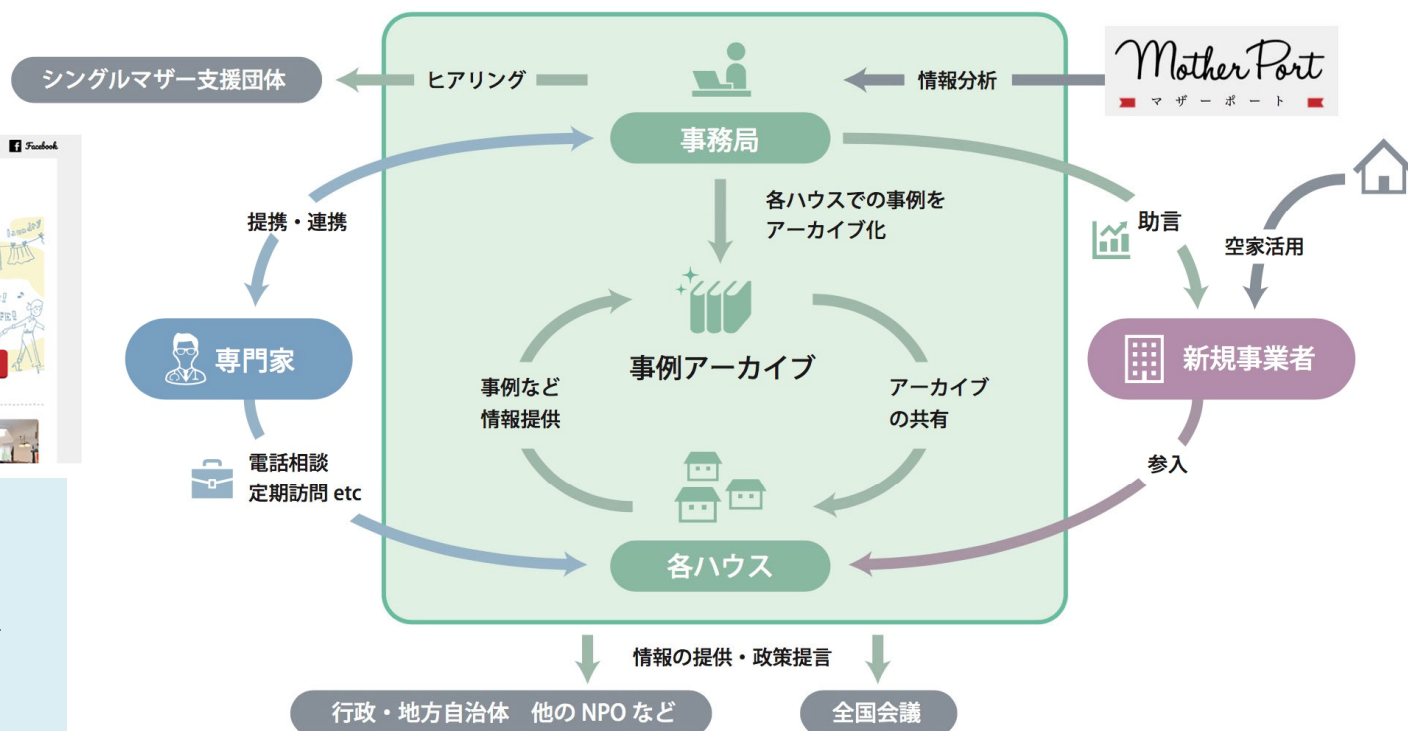 シングルマザー支援団体
ヒアリング
情報分析
Mother Port
マザーポート
Facebook
事務局
提携・連携
各ハウスでの事例を
アーカイブ化
助言
空家活用
laundry
専門家
事例アーカイブ
新規事業者
事例など
情報提供
アーカイブ
の共有
電話相談
定期訪問 etc
参入
各ハウス
情報の提供・政策提言
行政・地方自治体　他の NPO など
全国会議